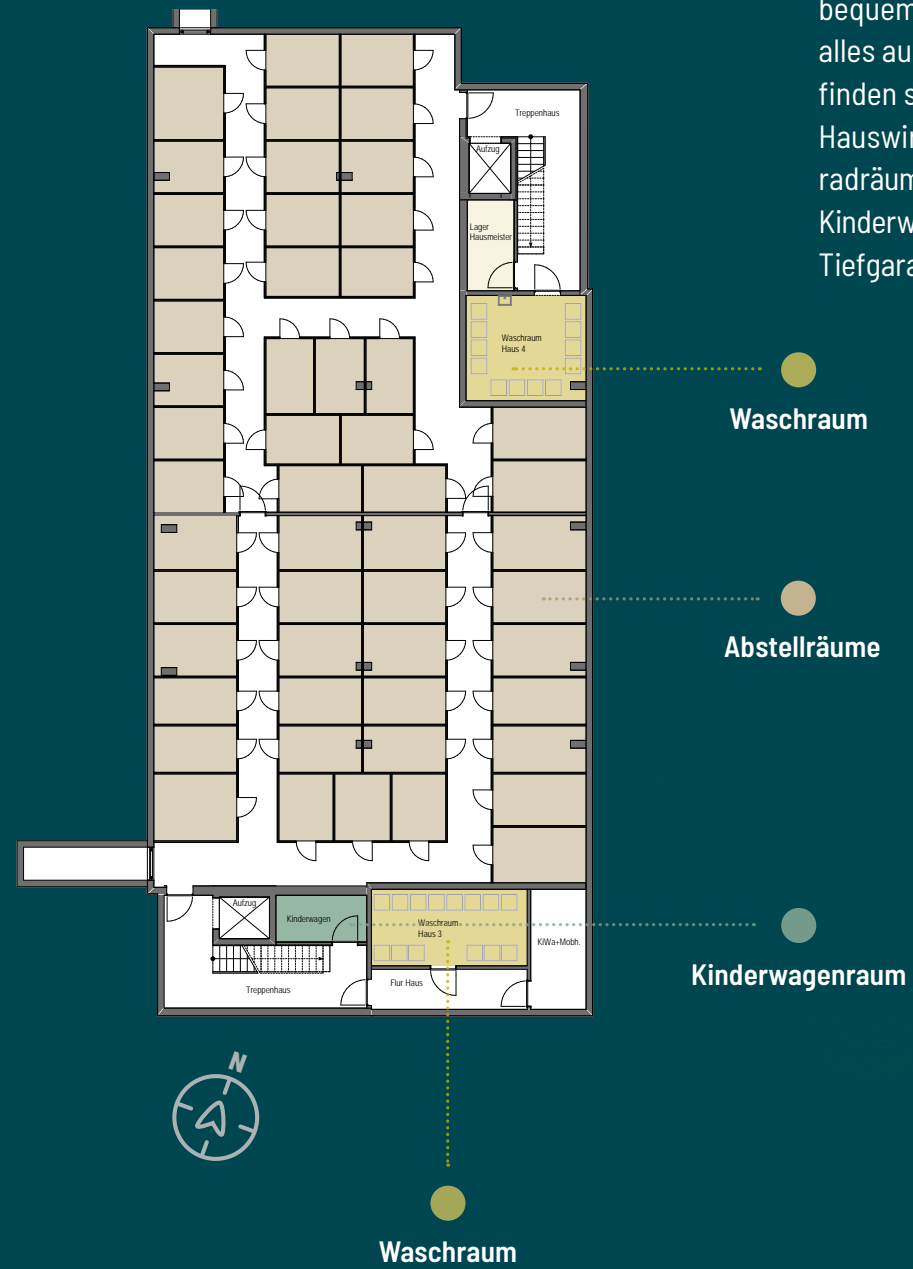 bequem
alles au
finden s
Hauswir
radräum
Kinderw
Tiefgara
Treppenhaus
Aufzug
Lager
Hausmeister
Waschraum
Haus 4
Waschraum
Abstellräume
Aufzug
Kinderwagen
Waschraum
Haus 3
KiWa+Mobh.
Kinderwagenraum
Treppenhaus
Flur Haus
N
Waschraum